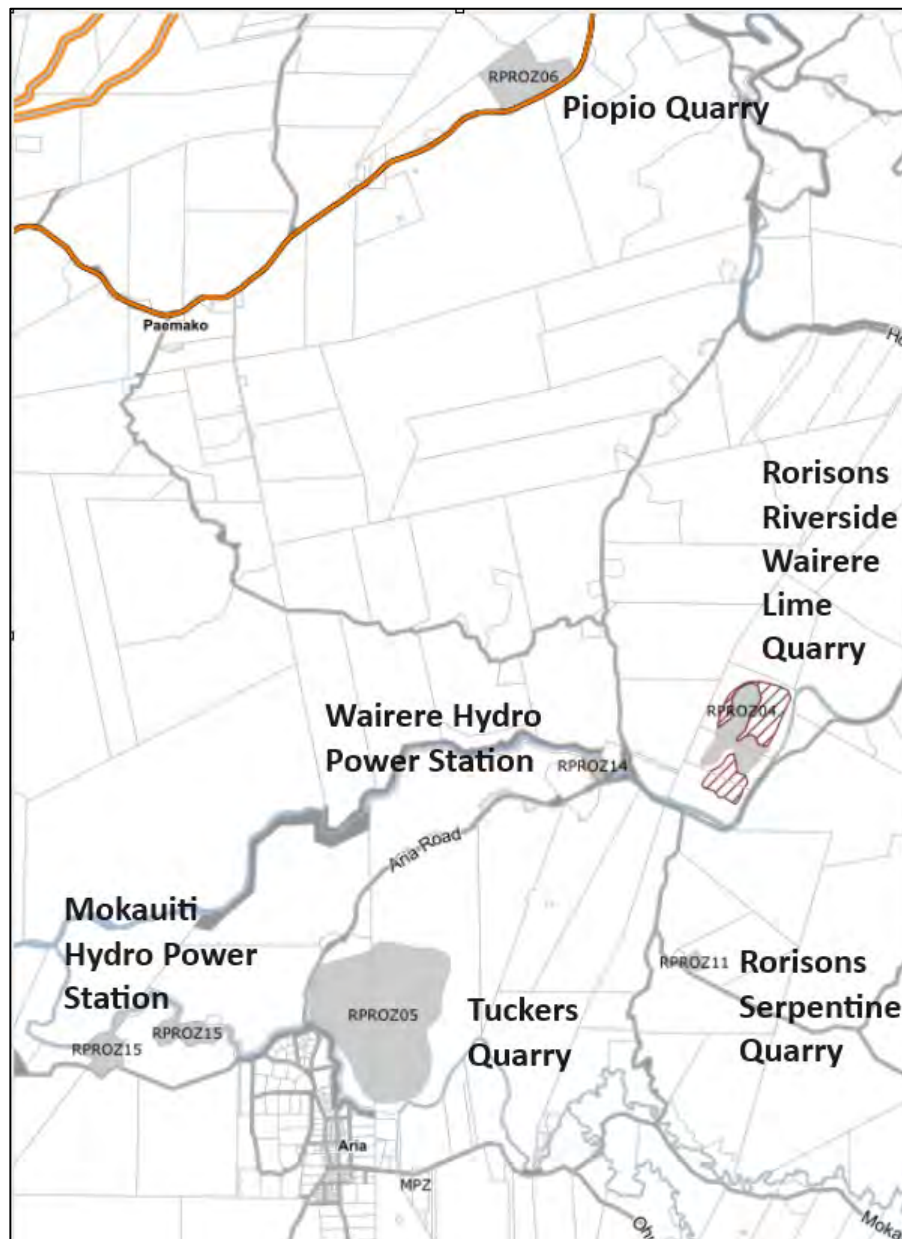 RPROZ06
Piopio Quarry
Paemako
Rorisons
Riverside
Wairere
Lime
Quarry
RPROZ04
Wairere Hydro
Power Station
RPROZ14
Aria Road
Mokauiti
Hydro Power
Station
RPROZ11
Rorisons
Serpentine
Quarry
RPROZ05
Tuckers
Quarry
RPROZ15
RPROZ15
Aria
MPZ